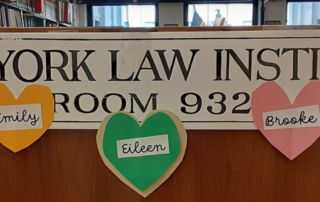 YORK LAW INSTI
ROOM 932
Emily
Eileen
Brooke